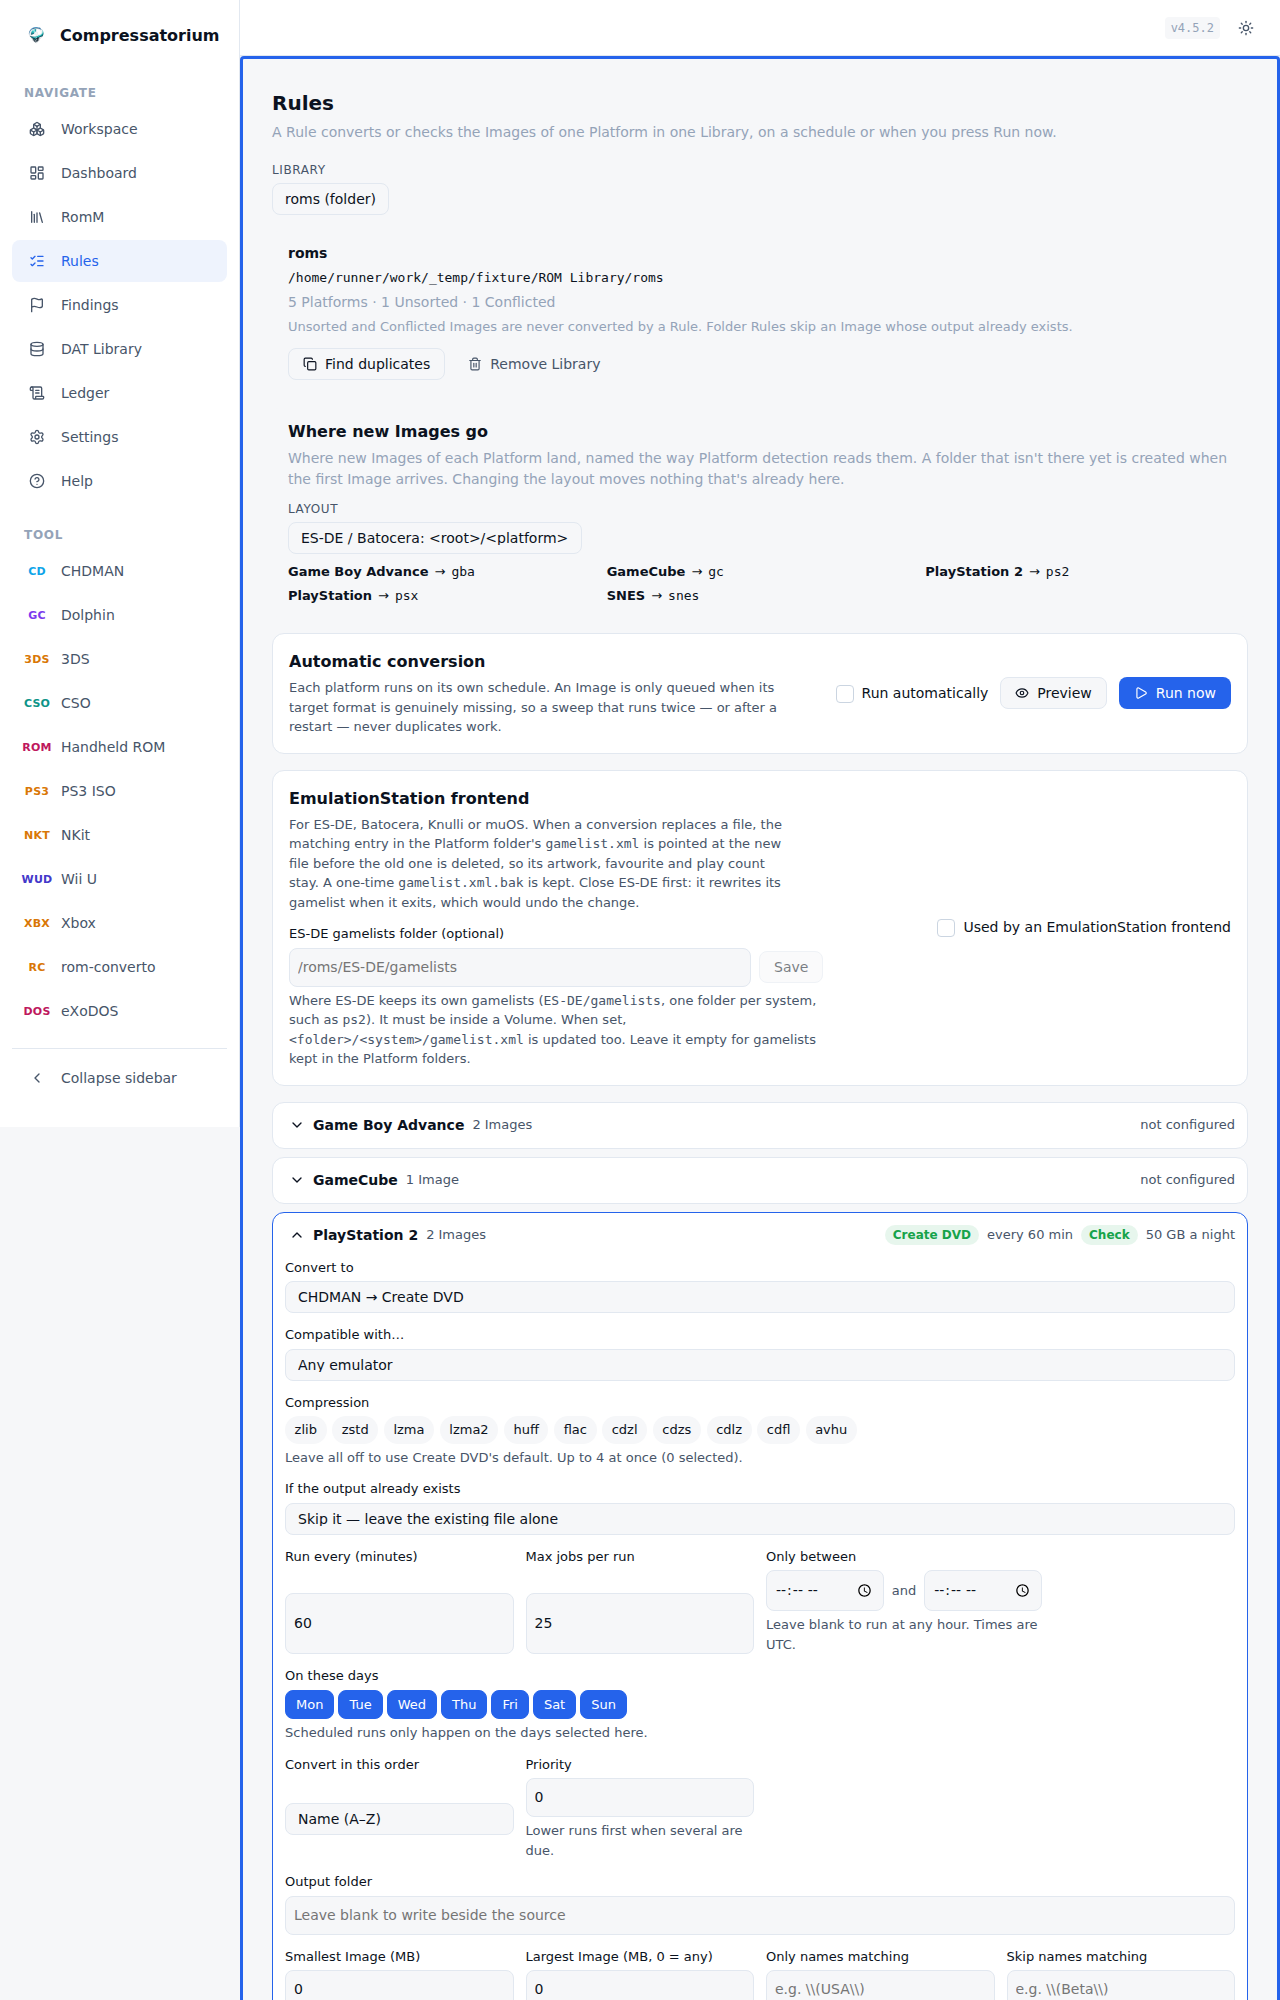 Compressatorium
v4.5.2
NAVIGATE
Workspace
Dashboard
RomM
Rules
Findings
DAT Library
Ledger
Settings
Help
TOOL
CD CHDMAN
GC Dolphin
3DS 3DS
CSO CSO
ROM Handheld ROM
PS3 PS3 ISO
NKT NKit
WUD Wii U
XBX Xbox
RC rom-converto
DOS eXoDOS
Collapse sidebar
Rules
A Rule converts or checks the Images of one Platform in one Library, on a schedule or when you press Run now.
LIBRARY
roms (folder)
roms
/home/runner/work/_temp/fixture/ROM Library/roms
5 Platforms · 1 Unsorted · 1 Conflicted
Unsorted and Conflicted Images are never converted by a Rule. Folder Rules skip an Image whose output already exists.
Find duplicates Remove Library
Where new Images go
Where new Images of each Platform land, named the way Platform detection reads them. A folder that isn't there yet is created when
the first Image arrives. Changing the layout moves nothing that's already here.
LAYOUT
ES-DE / Batocera: <root>/<platform>
Game Boy Advance → gba GameCube → gc PlayStation 2 → ps2
PlayStation → psx SNES → snes
Automatic conversion
Each platform runs on its own schedule. An Image is only queued when its
target format is genuinely missing, so a sweep that runs twice — or after a
restart — never duplicates work.
Run automatically Preview Run now
EmulationStation frontend
For ES-DE, Batocera, Knulli or muOS. When a conversion replaces a file, the
matching entry in the Platform folder's gamelist.xml is pointed at the new
file before the old one is deleted, so its artwork, favourite and play count
stay. A one-time gamelist.xml.bak is kept. Close ES-DE first: it rewrites its
gamelist when it exits, which would undo the change.
ES-DE gamelists folder (optional)
/roms/ES-DE/gamelists Save
Where ES-DE keeps its own gamelists (ES-DE/gamelists, one folder per system,
such as ps2). It must be inside a Volume. When set,
<folder>/<system>/gamelist.xml is updated too. Leave it empty for gamelists
kept in the Platform folders.
Used by an EmulationStation frontend
Game Boy Advance 2 Images not configured
GameCube 1 Image not configured
PlayStation 2 2 Images Create DVD every 60 min Check 50 GB a night
Convert to
CHDMAN → Create DVD
Compatible with…
Any emulator
Compression
zlib zstd lzma lzma2 huff flac cdzl cdzs cdlz cdfl avhu
Leave all off to use Create DVD's default. Up to 4 at once (0 selected).
If the output already exists
Skip it — leave the existing file alone
Run every (minutes) Max jobs per run Only between
60 25 --:-- -- and --:-- --
Leave blank to run at any hour. Times are
UTC.
On these days
Mon Tue Wed Thu Fri Sat Sun
Scheduled runs only happen on the days selected here.
Convert in this order Priority
Name (A–Z) 0
Lower runs first when several are
due.
Output folder
Leave blank to write beside the source
Smallest Image (MB) Largest Image (MB, 0 = any) Only names matching Skip names matching
0 0 e.g. \\(USA\\) e.g. \\(Beta\\)